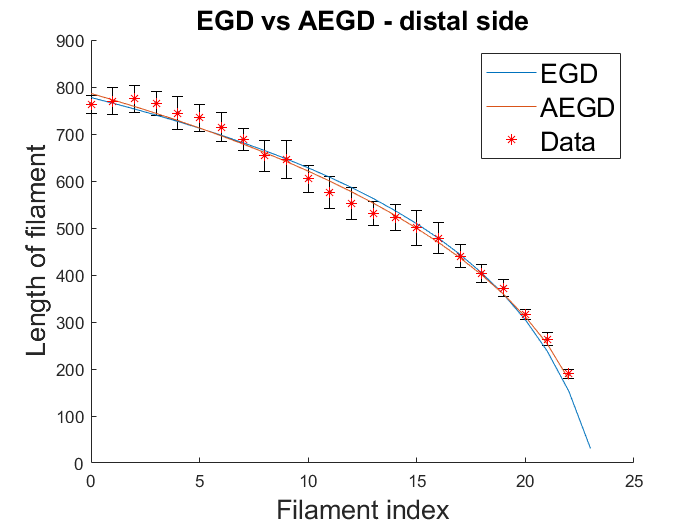 EGD vs AEGD - distal side
EGD
AEGD
Data
Length of filament
900
800
700
600
500
400
300
200
100
0
0 5 10 15 20 25
Filament index